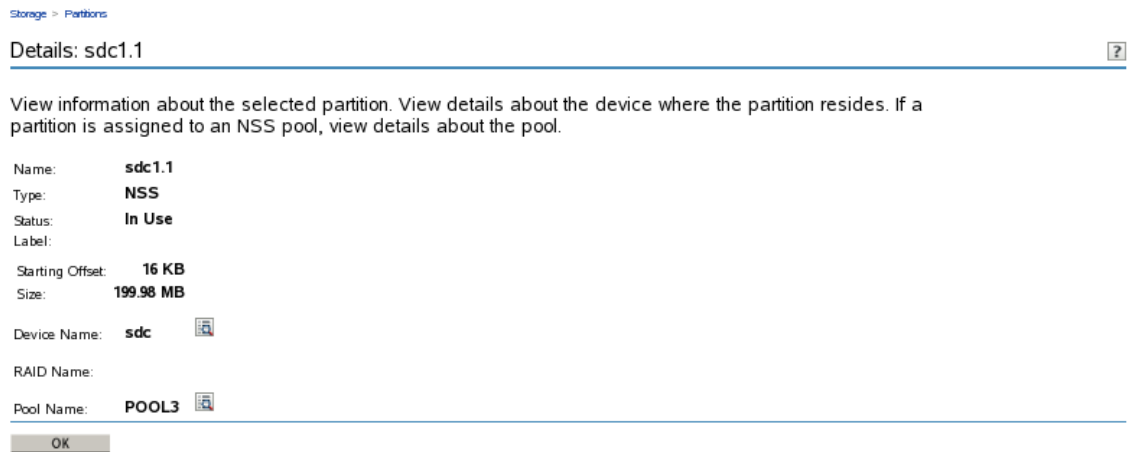 Storage > Partitions
Details: sdc1.1
?
View information about the selected partition. View details about the device where the partition resides. If a
partition is assigned to an NSS pool, view details about the pool.
Name: sdc1.1
Type: NSS
Status: In Use
Label:
Starting Offset: 16 KB
Size: 199.98 MB
Device Name: sdc
RAID Name:
Pool Name: POOL3
OK